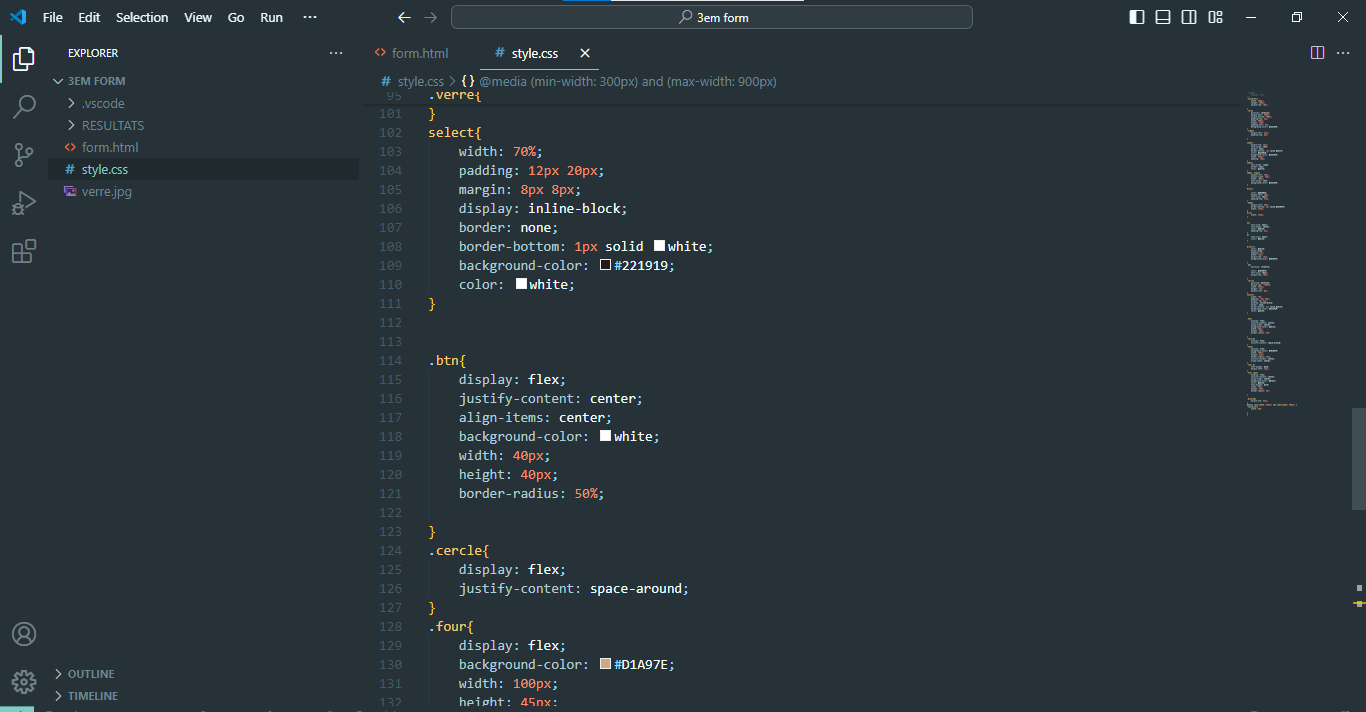 File Edit Selection View Go Run ··· 3em form
EXPLORER ···
3EM FORM
.vscode
RESULTATS
form.html
style.css
verre.jpg
OUTLINE
TIMELINE
form.html
# style.css
# style.css > {} @media (min-width: 300px) and (max-width: 900px)
95 .verre{
101 }
102 select{
103 width: 70%;
104 padding: 12px 20px;
105 margin: 8px 8px;
106 display: inline-block;
107 border: none;
108 border-bottom: 1px solid white;
109 background-color: #221919;
110 color: white;
111 }
112
113
114 .btn{
115 display: flex;
116 justify-content: center;
117 align-items: center;
118 background-color: white;
119 width: 40px;
120 height: 40px;
121 border-radius: 50%;
122
123 }
124 .cercle{
125 display: flex;
126 justify-content: space-around;
127 }
128 .four{
129 display: flex;
130 background-color: #D1A97E;
131 width: 100px;
132 height: 45px;